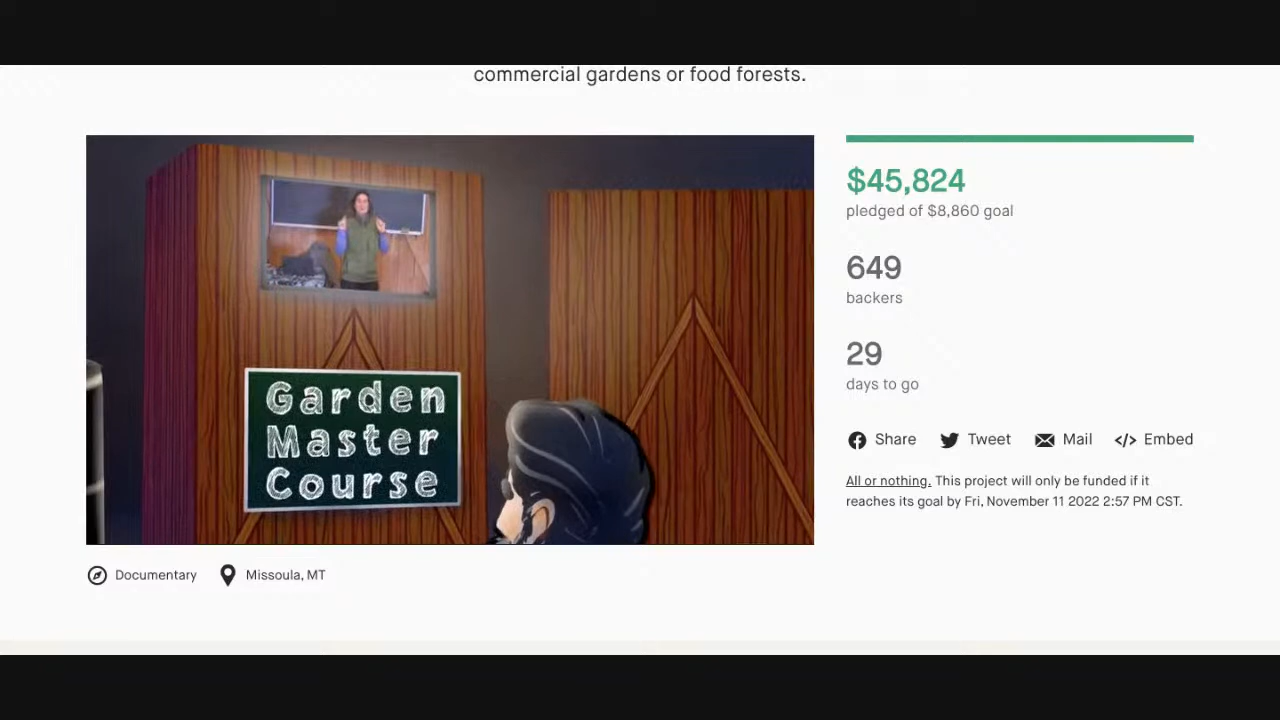 commercial gardens or food forests.
Garden
Master
Course
$45,824
pledged of $8,860 goal
649
backers
29
days to go
Share Tweet Mail </> Embed
All or nothing. This project will only be funded if it
reaches its goal by Fri, November 11 2022 2:57 PM CST.
Documentary Missoula, MT